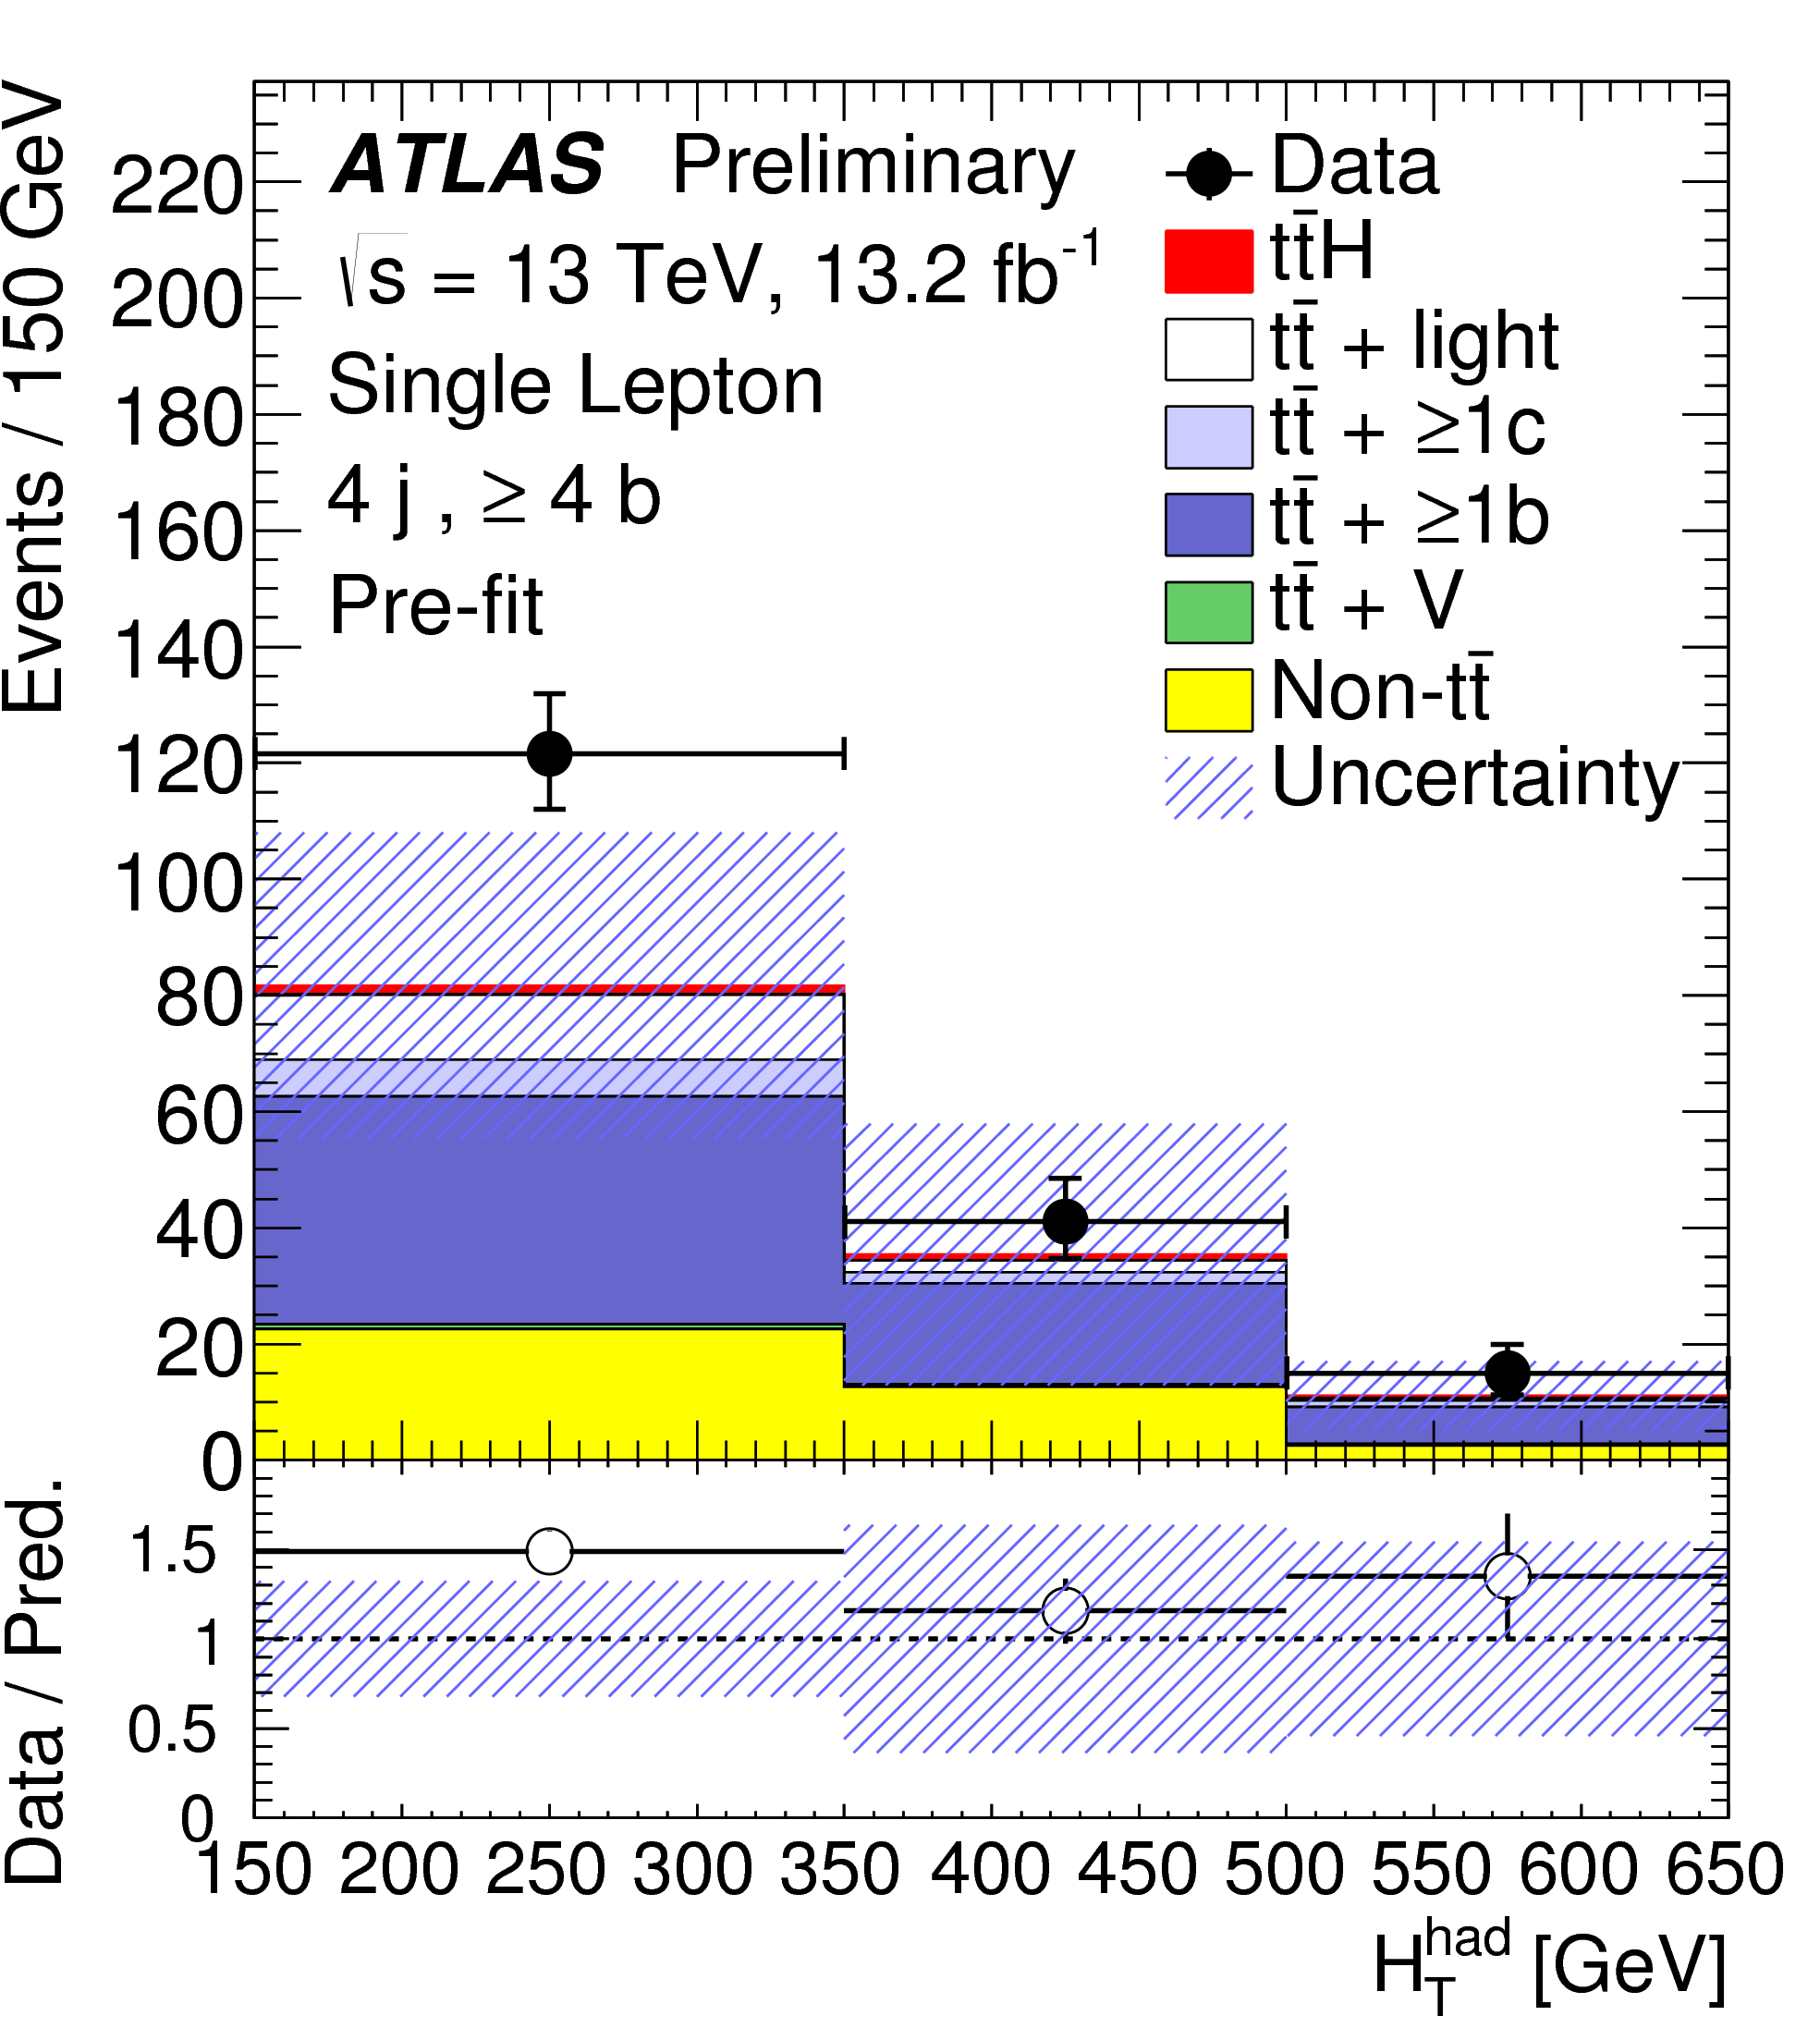 Events / 150 GeV
220
200
180
160
140
120
100
80
60
40
20
0
ATLAS Preliminary
√s = 13 TeV, 13.2 fb⁻¹
Single Lepton
4 j , ≥ 4 b
Pre-fit
Data
tt̄H
tt̄ + light
tt̄ + ≥1c
tt̄ + ≥1b
tt̄ + V
Non-tt̄
Uncertainty
Data / Pred.
1.5
1
0.5
0
150 200 250 300 350 400 450 500 550 600 650
H_T^had [GeV]